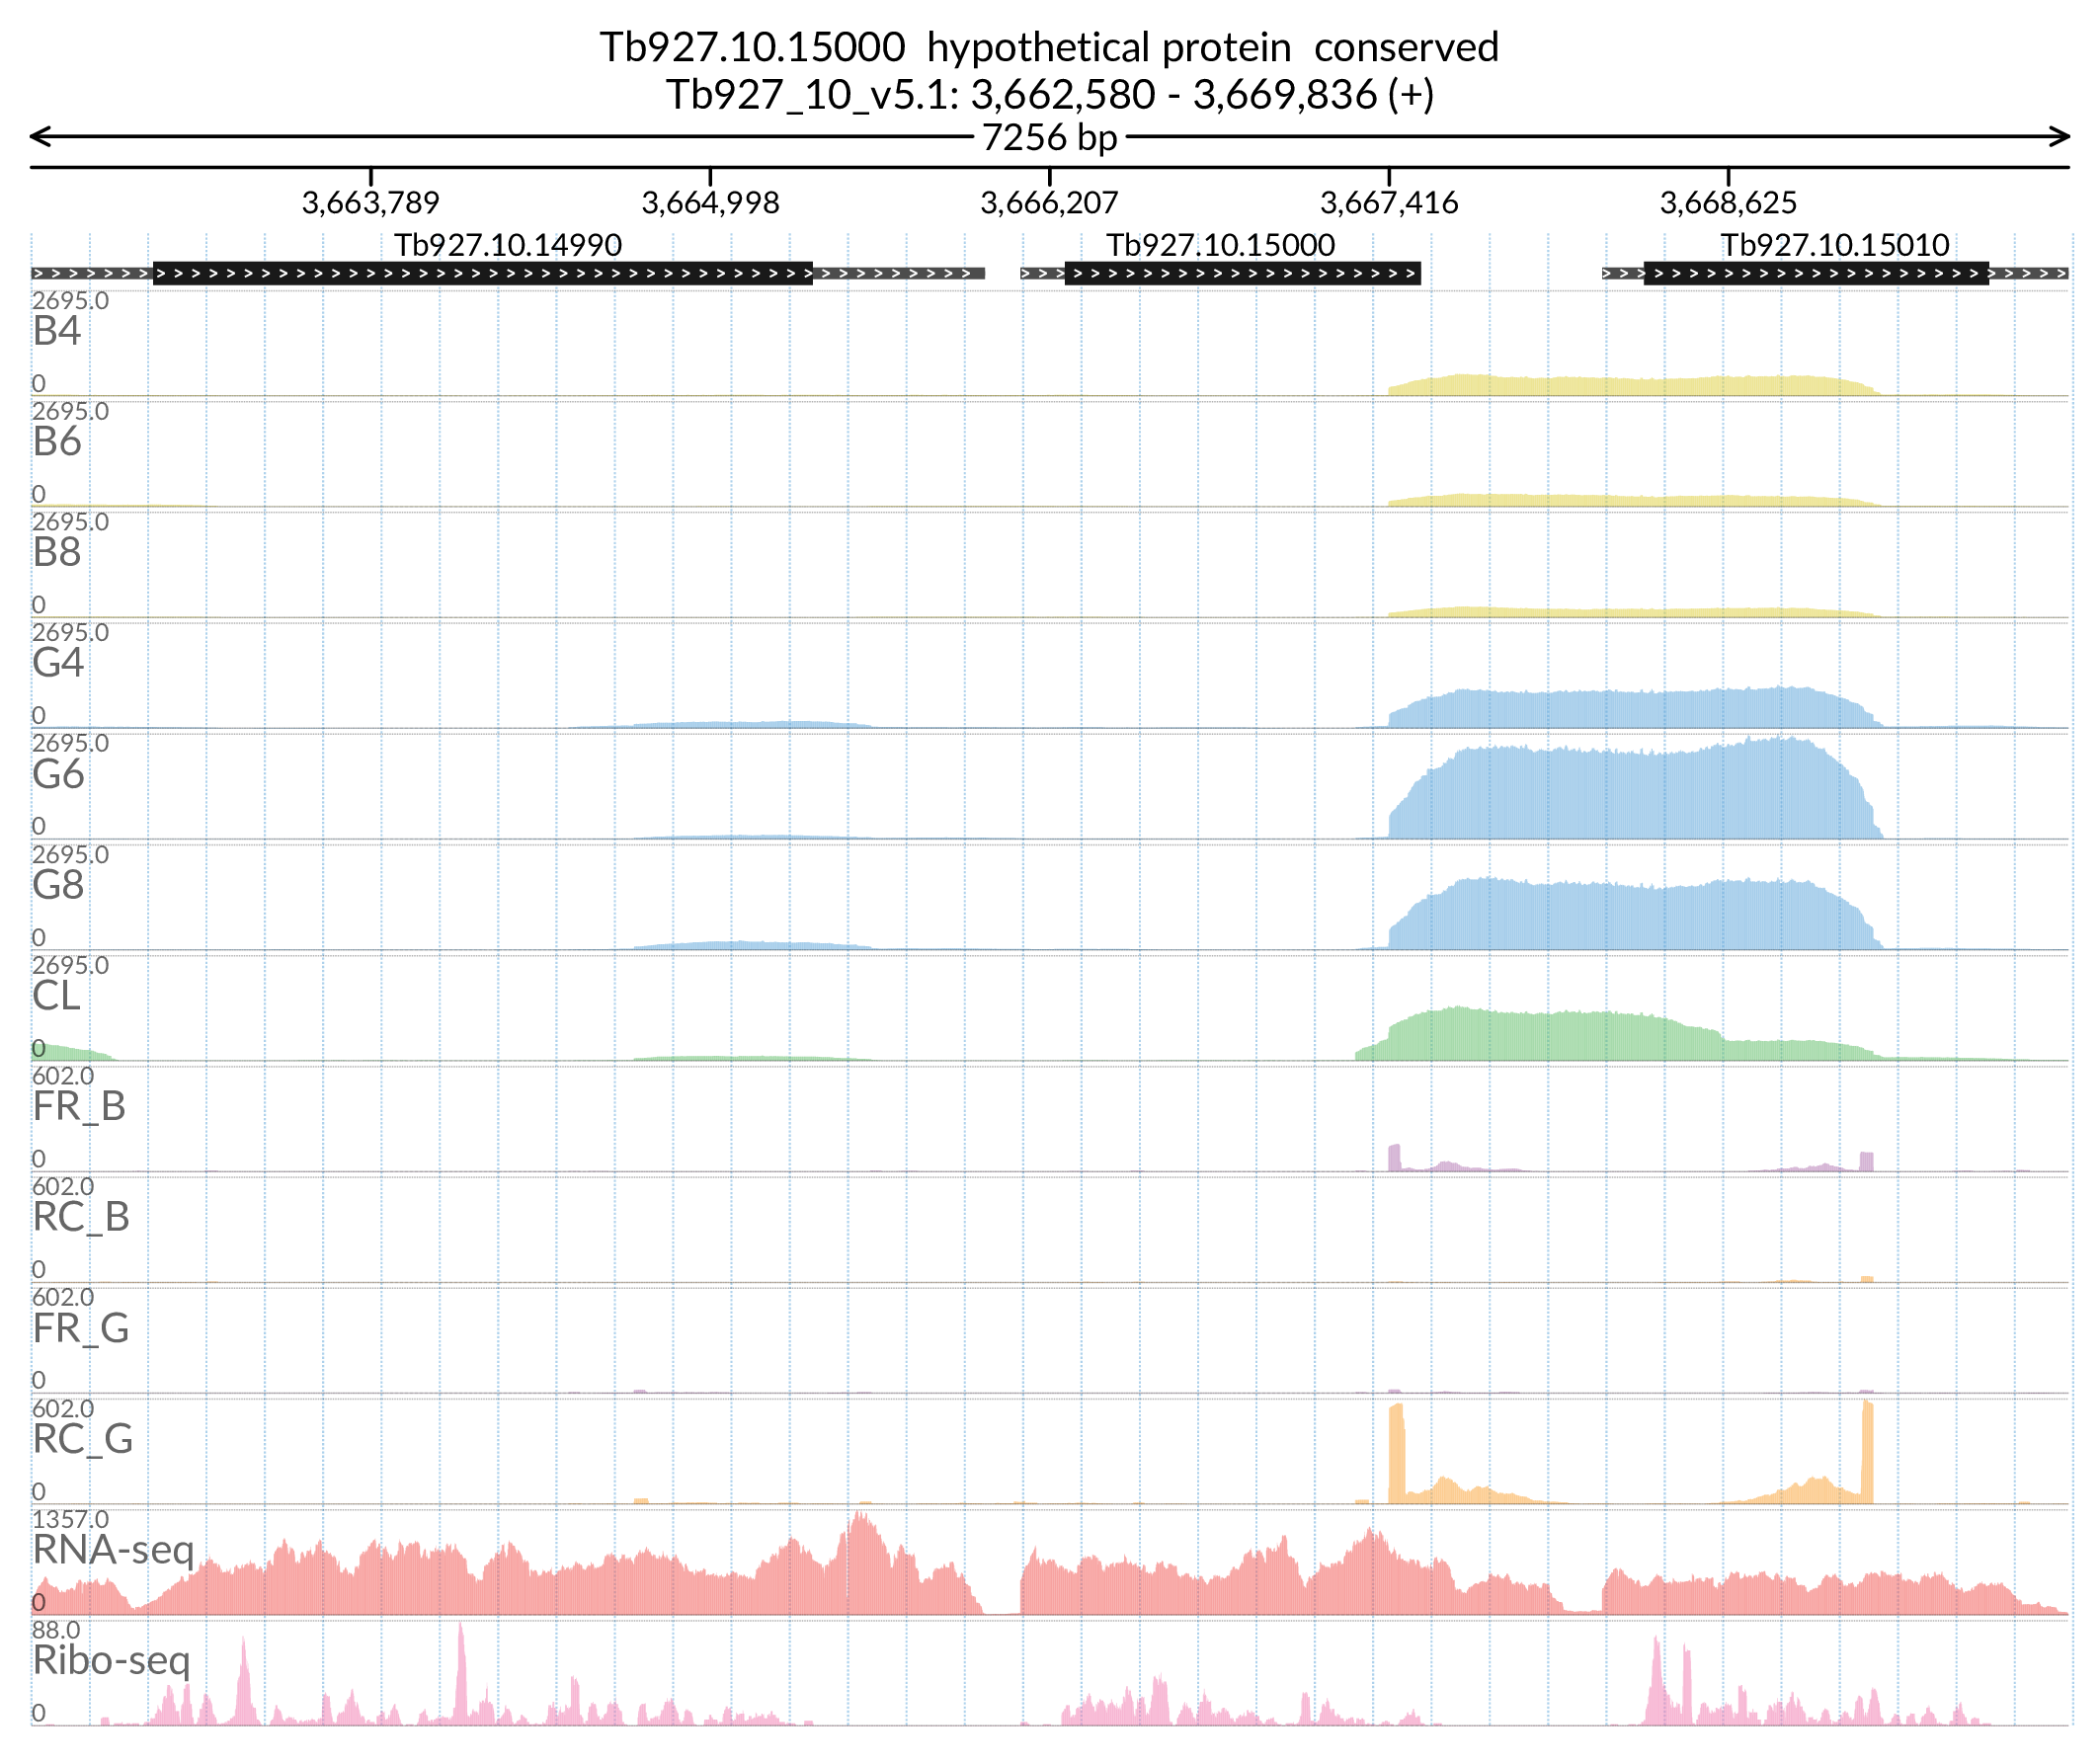 Tb927.10.15000 hypothetical protein conserved
Tb927_10_v5.1: 3,662,580 - 3,669,836 (+)
7256 bp
3,663,789 3,664,998 3,666,207 3,667,416 3,668,625
Tb927.10.14990 Tb927.10.15000 Tb927.10.15010
2695.0
B4
0
2695.0
B6
0
2695.0
B8
0
2695.0
G4
0
2695.0
G6
0
2695.0
G8
0
2695.0
CL
0
602.0
FR_B
0
602.0
RC_B
0
602.0
FR_G
0
602.0
RC_G
0
1357.0
RNA-seq
0
88.0
Ribo-seq
0